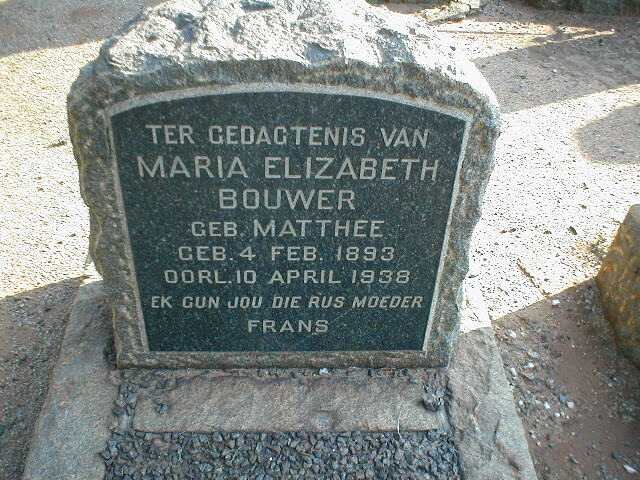 TER GEDAGTENIS VAN
MARIA ELIZABETH
BOUWER
GEB. MATTHEE
GEB. 4 FEB. 1893
OORL. 10 APRIL 1938
EK GUN JOU DIE RUS MOEDER
FRANS